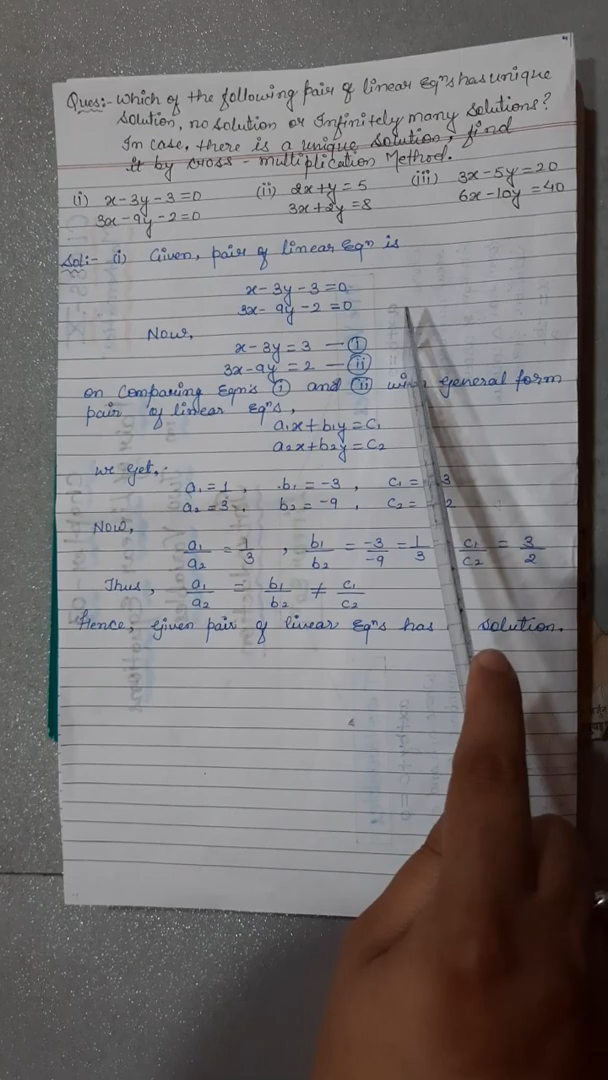 Ques:- Which of the following pair of linear Eqⁿs has unique
solution, no solution or Infinitely many solutions?
In case, there is a unique solution, find
it by cross-multiplication Method.
(i) x-3y-3=0 (ii) 2x+y=5 (iii) 3x-5y=20
3x-9y-2=0 3x+2y=8 6x-10y=40
Sol:- (i) Given, pair of linear Eqⁿ is
x-3y-3=0
3x-9y-2=0
Now,
x-3y=3 —①
3x-9y=2 —②
on comparing Eqn's ① and ② general form
pair of linear Eqⁿs,
a₁x+b₁y=c₁
a₂x+b₂y=c₂
we get,
a₁=1, b₁=-3, c₁=3
a₂=3, b₂=-9, c₂=2
Now,
a₁/a₂ = 1/3, b₁/b₂ = -3/-9 = 1/3 c₁/c₂ = 3/2
Thus, a₁/a₂ = b₁/b₂ ≠ c₁/c₂
Hence, given pair of linear Eqⁿs has solution.